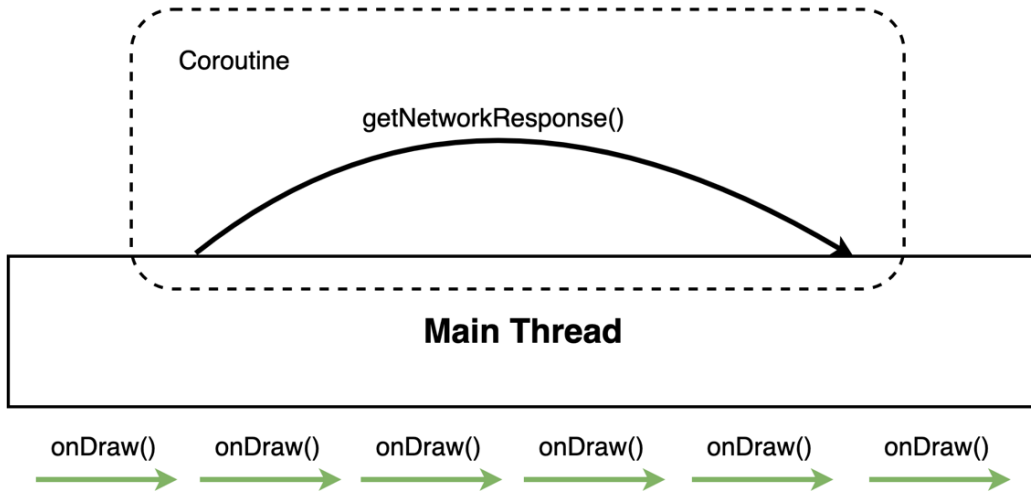 Coroutine
getNetworkResponse()
Main Thread
onDraw() onDraw() onDraw() onDraw() onDraw() onDraw()